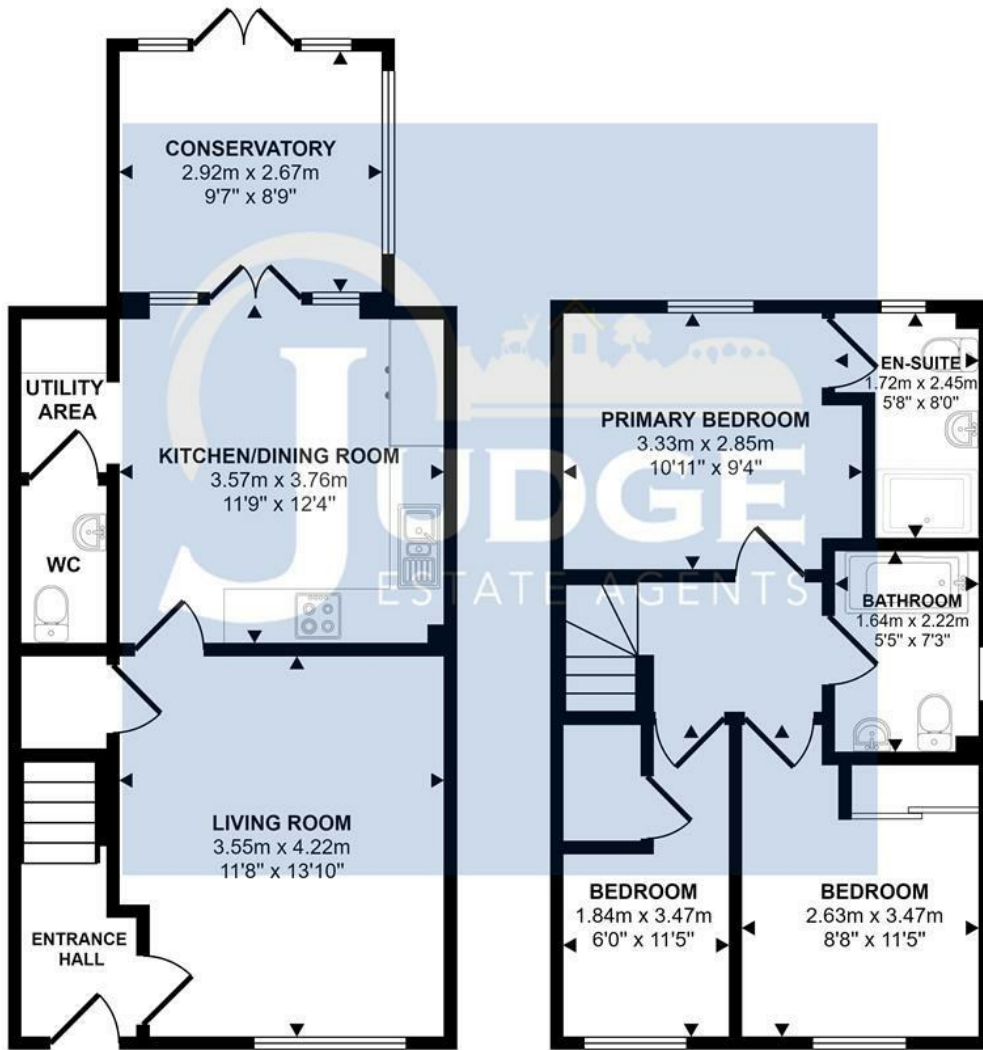 CONSERVATORY
2.92m x 2.67m
9'7" x 8'9"
UTILITY
AREA
KITCHEN/DINING ROOM
3.57m x 3.76m
11'9" x 12'4"
WC
LIVING ROOM
3.55m x 4.22m
11'8" x 13'10"
ENTRANCE
HALL
EN-SUITE
1.72m x 2.45m
5'8" x 8'0"
PRIMARY BEDROOM
3.33m x 2.85m
10'11" x 9'4"
BATHROOM
1.64m x 2.22m
5'5" x 7'3"
BEDROOM
1.84m x 3.47m
6'0" x 11'5"
BEDROOM
2.63m x 3.47m
8'8" x 11'5"
JUDGE
ESTATE AGENTS